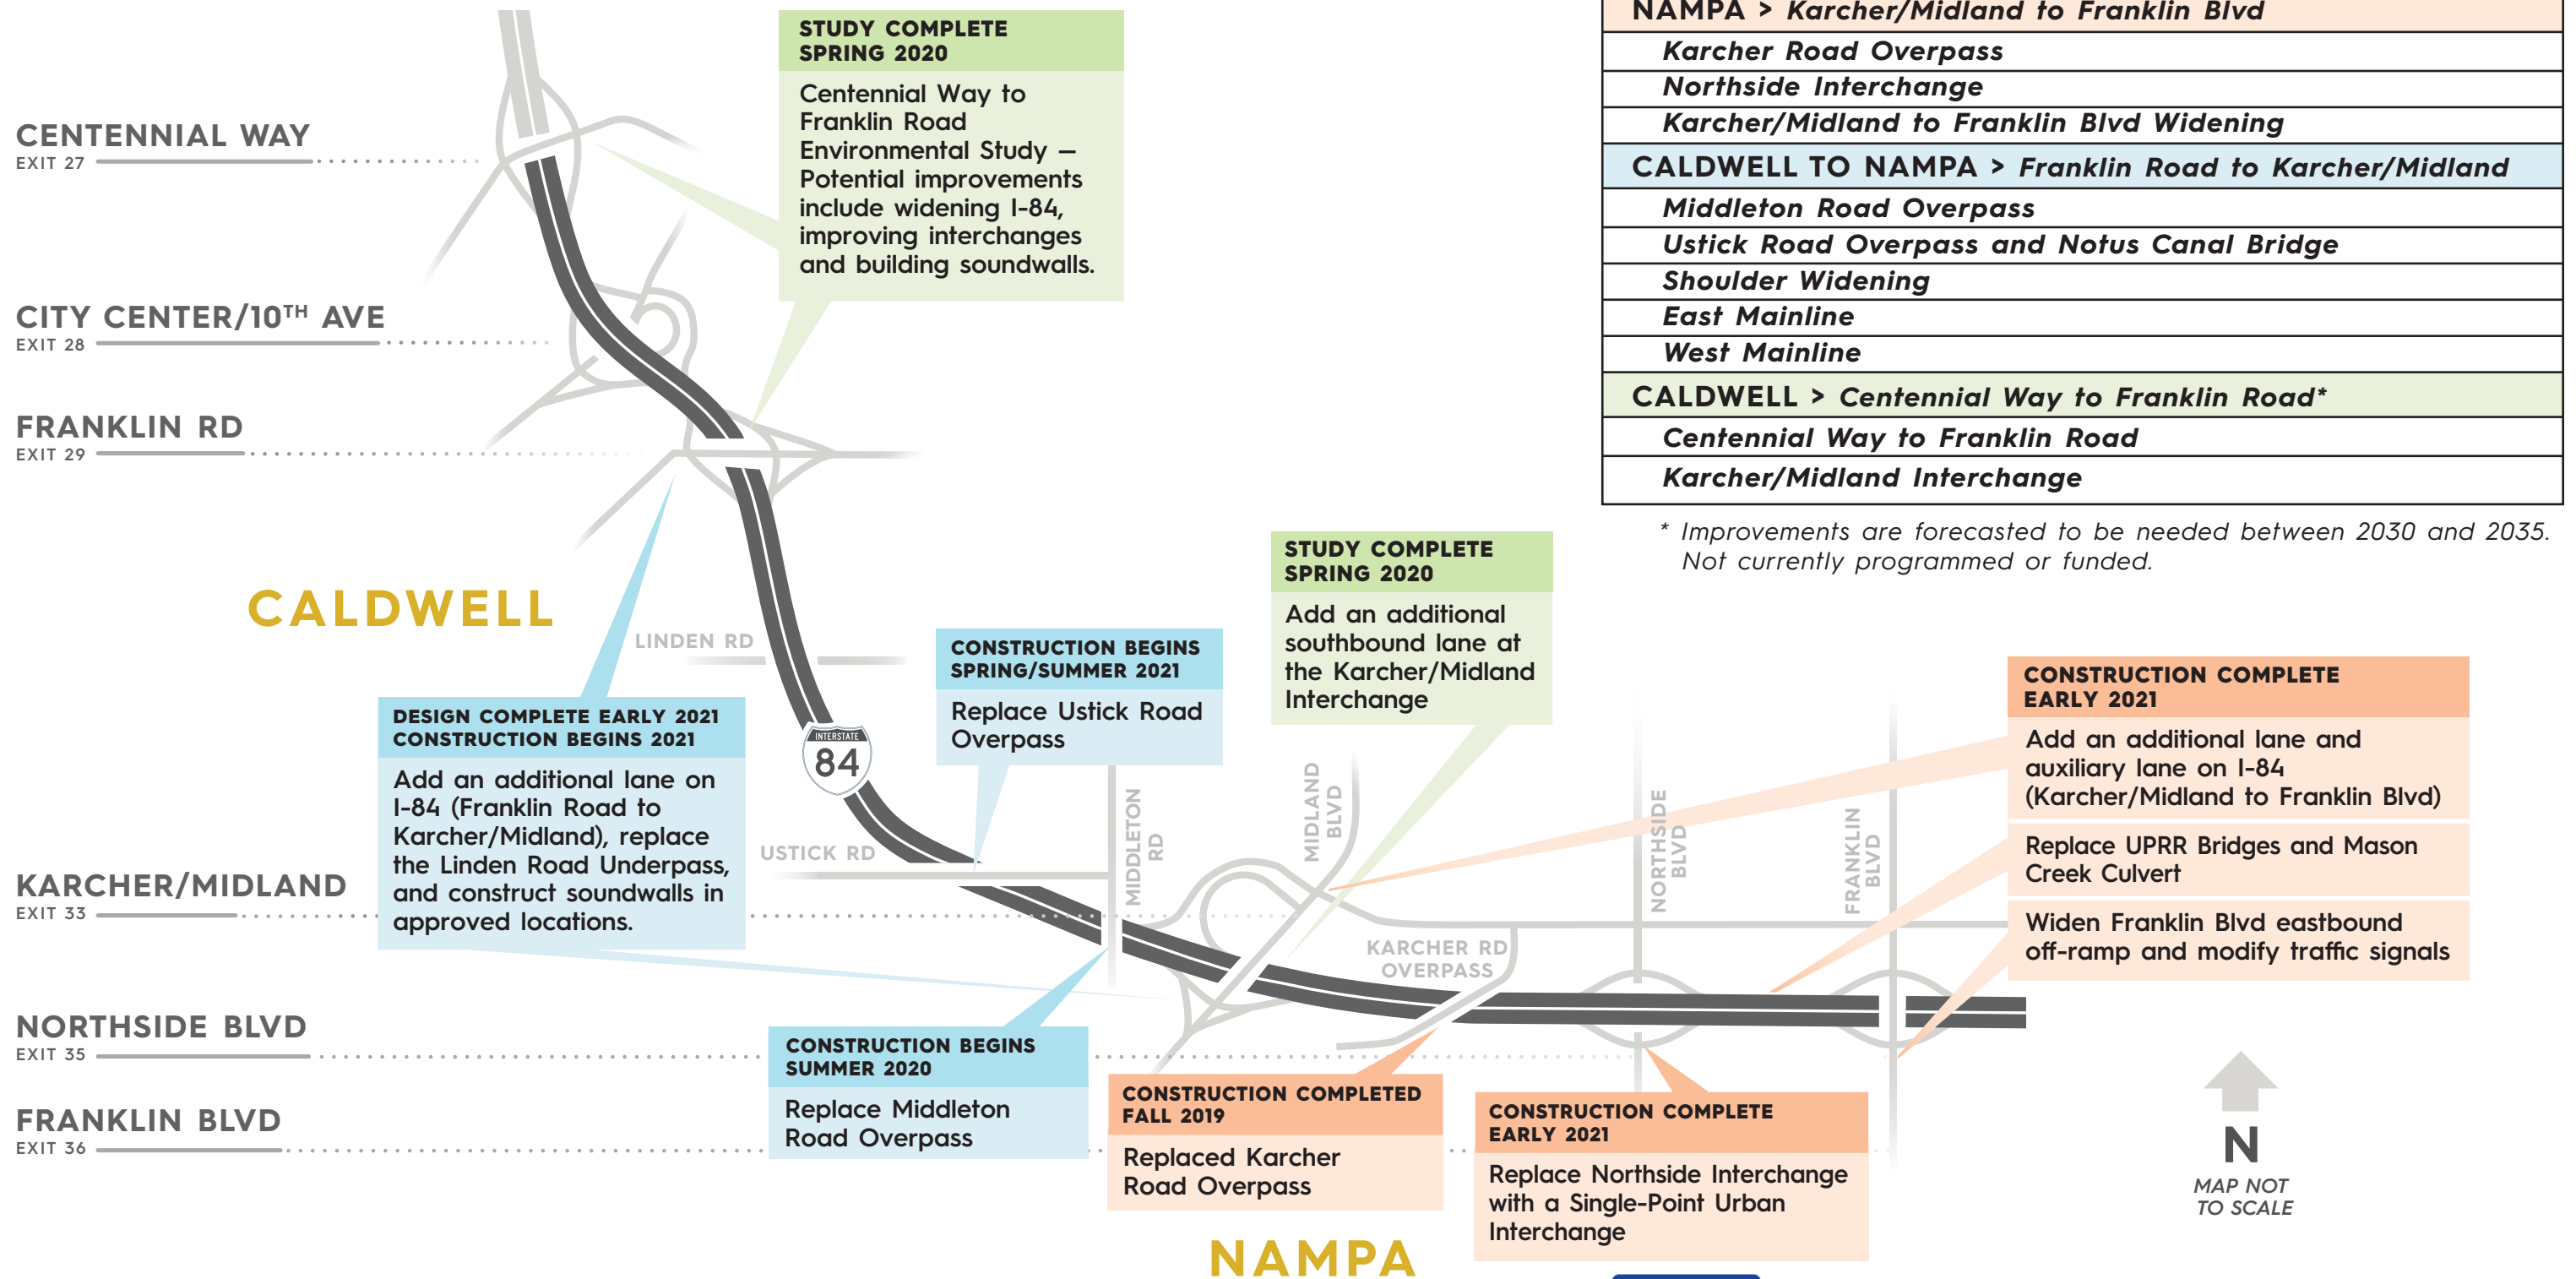 CENTENNIAL WAY
EXIT 27
CITY CENTER/10TH AVE
EXIT 28
FRANKLIN RD
EXIT 29
KARCHER/MIDLAND
EXIT 33
NORTHSIDE BLVD
EXIT 35
FRANKLIN BLVD
EXIT 36
STUDY COMPLETE
SPRING 2020
Centennial Way to
Franklin Road
Environmental Study –
Potential improvements
include widening I-84,
improving interchanges
and building soundwalls.
NAMPA > Karcher/Midland to Franklin Blvd
Karcher Road Overpass
Northside Interchange
Karcher/Midland to Franklin Blvd Widening
CALDWELL TO NAMPA > Franklin Road to Karcher/Midland
Middleton Road Overpass
Ustick Road Overpass and Notus Canal Bridge
Shoulder Widening
East Mainline
West Mainline
CALDWELL > Centennial Way to Franklin Road*
Centennial Way to Franklin Road
Karcher/Midland Interchange
* Improvements are forecasted to be needed between 2030 and 2035.
Not currently programmed or funded.
CALDWELL
LINDEN RD
DESIGN COMPLETE EARLY 2021
CONSTRUCTION BEGINS 2021
Add an additional lane on
I-84 (Franklin Road to
Karcher/Midland), replace
the Linden Road Underpass,
and construct soundwalls in
approved locations.
INTERSTATE
84
CONSTRUCTION BEGINS
SPRING/SUMMER 2021
Replace Ustick Road
Overpass
USTICK RD
MIDDLETON
RD
STUDY COMPLETE
SPRING 2020
Add an additional
southbound lane at
the Karcher/Midland
Interchange
MIDLAND
BLVD
KARCHER RD
OVERPASS
NORTHSIDE
BLVD
FRANKLIN
BLVD
CONSTRUCTION COMPLETE
EARLY 2021
Add an additional lane and
auxiliary lane on I-84
(Karcher/Midland to Franklin Blvd)
Replace UPRR Bridges and Mason
Creek Culvert
Widen Franklin Blvd eastbound
off-ramp and modify traffic signals
CONSTRUCTION BEGINS
SUMMER 2020
Replace Middleton
Road Overpass
CONSTRUCTION COMPLETED
FALL 2019
Replaced Karcher
Road Overpass
CONSTRUCTION COMPLETE
EARLY 2021
Replace Northside Interchange
with a Single-Point Urban
Interchange
NAMPA
N
MAP NOT
TO SCALE